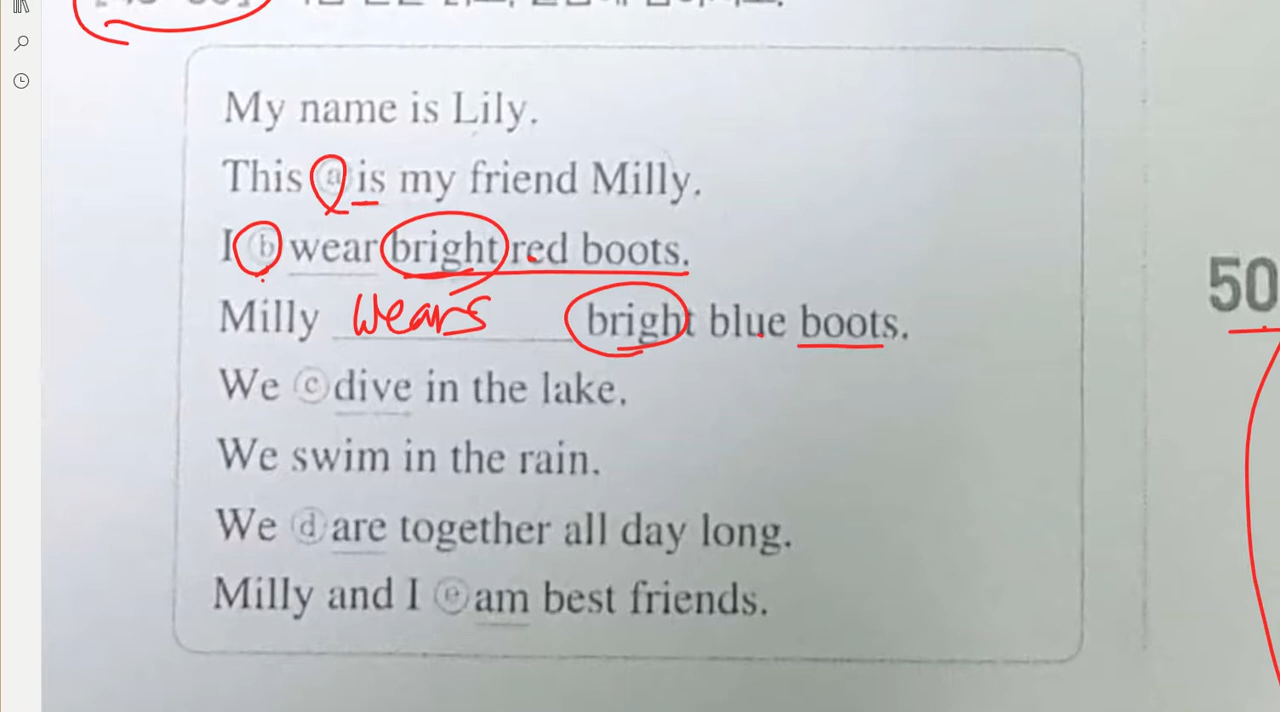 My name is Lily.
This ⓐ is my friend Milly.
I ⓑ wear bright red boots.
Milly wears bright blue boots.
We ⓒ dive in the lake.
We swim in the rain.
We ⓓ are together all day long.
Milly and I ⓔ am best friends.
50